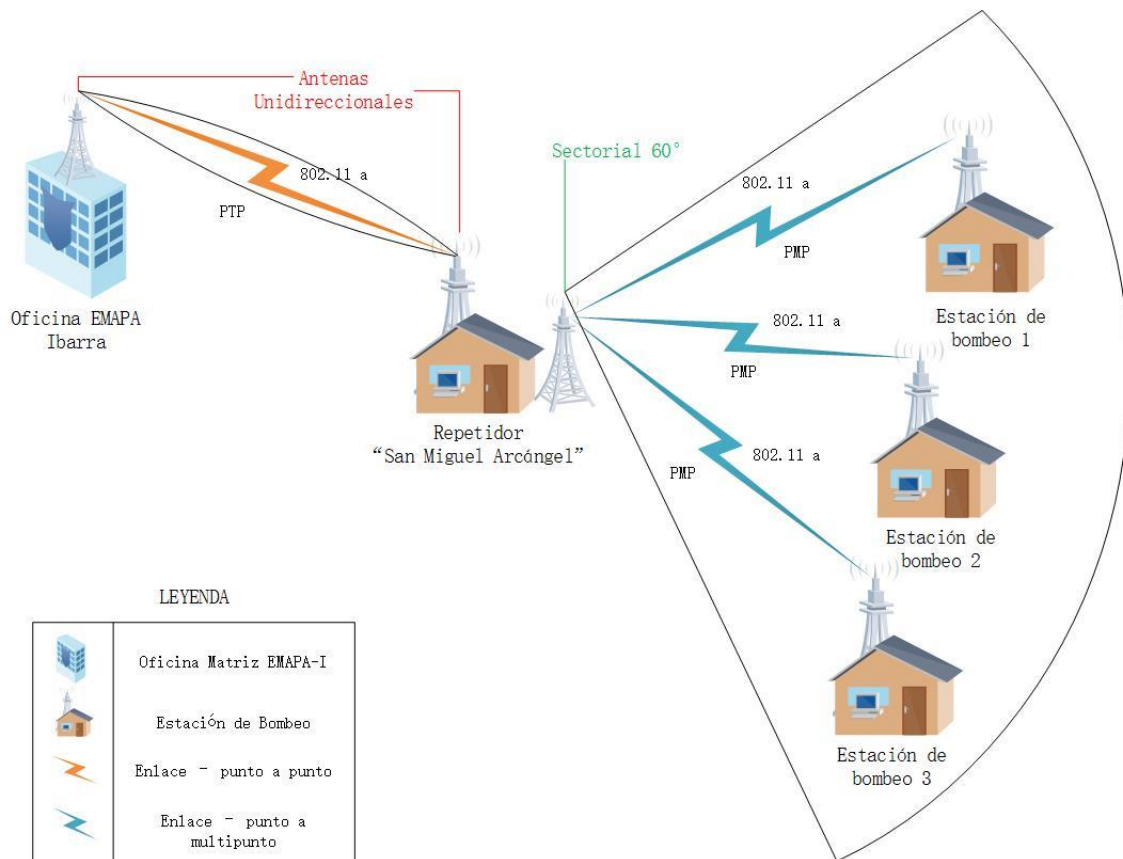 Antenas
Unidireccionales
802.11 a
PTP
Sectorial 60°
802.11 a
PMP
Oficina EMAPA
Ibarra
Estación de
bombeo 1
802.11 a
PMP
Repetidor
“San Miguel Arcángel”
802.11 a
PMP
Estación de
bombeo 2
Estación de
bombeo 3
LEYENDA
Oficina Matriz EMAPA-I
Estación de Bombeo
Enlace - punto a punto
Enlace - punto a
multipunto